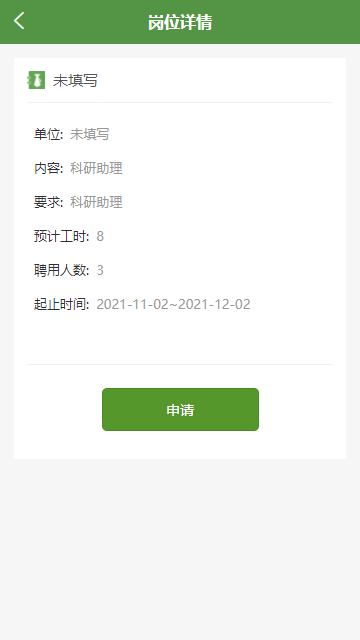 岗位详情
未填写
单位: 未填写
内容: 科研助理
要求: 科研助理
预计工时: 8
聘用人数: 3
起止时间: 2021-11-02~2021-12-02
申请